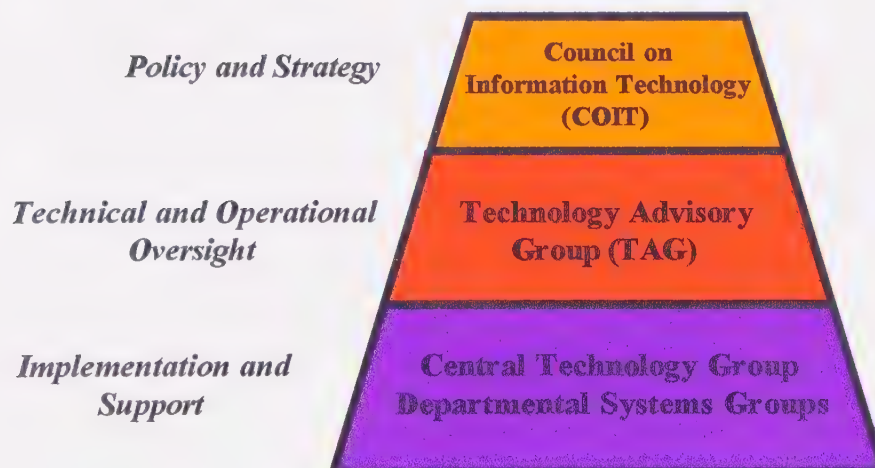 Policy and Strategy
Council on
Information Technology
(COIT)
Technical and Operational
Oversight
Technology Advisory
Group (TAG)
Implementation and
Support
Central Technology Group
Departmental Systems Groups